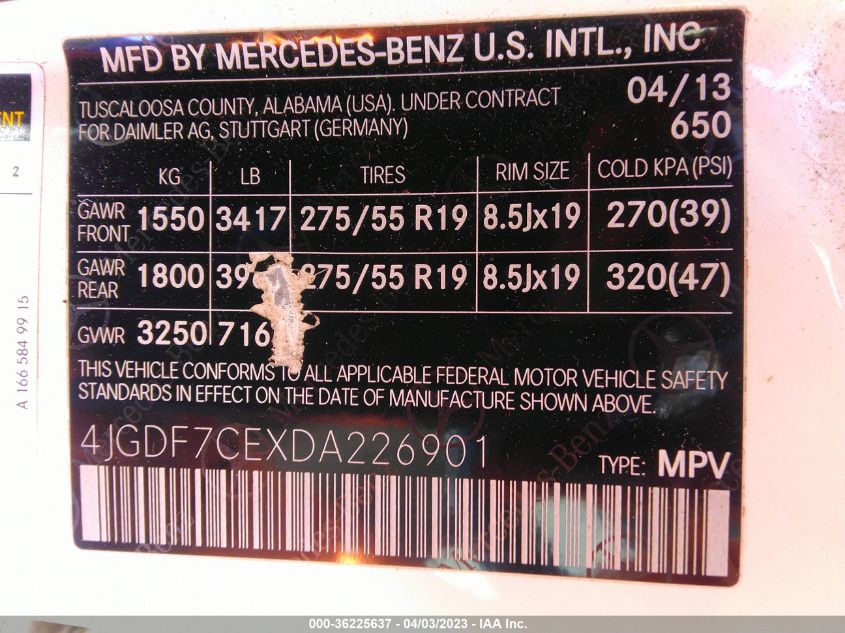 MFD BY MERCEDES-BENZ U.S. INTL., INC
TUSCALOOSA COUNTY, ALABAMA (USA). UNDER CONTRACT 04/13
FOR DAIMLER AG, STUTTGART (GERMANY) 650
KG LB TIRES RIM SIZE COLD KPA (PSI)
GAWR FRONT 1550 3417 275/55 R19 8.5Jx19 270(39)
GAWR REAR 1800 275/55 R19 8.5Jx19 320(47)
GVWR 3250
THIS VEHICLE CONFORMS TO ALL APPLICABLE FEDERAL MOTOR VEHICLE SAFETY
STANDARDS IN EFFECT ON THE DATE OF MANUFACTURE SHOWN ABOVE.
4JGDF7CEXDA226901 TYPE: MPV
2
A 166 584 99 15
000-36225637 - 04/03/2023 - IAA Inc.